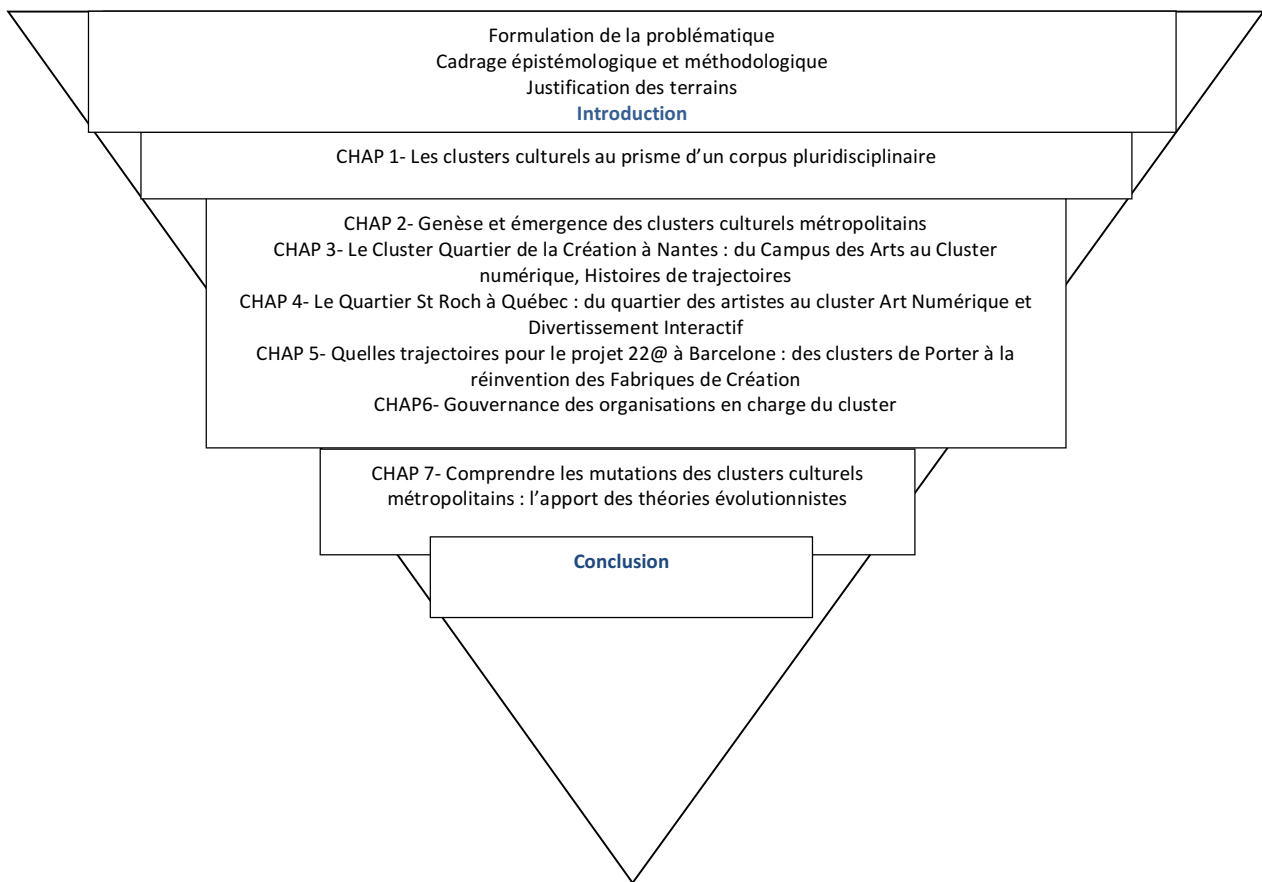 Formulation de la problématique
Cadrage épistémologique et méthodologique
Justification des terrains
Introduction
CHAP 1- Les clusters culturels au prisme d’un corpus pluridisciplinaire
CHAP 2- Genèse et émergence des clusters culturels métropolitains
CHAP 3- Le Cluster Quartier de la Création à Nantes : du Campus des Arts au Cluster
numérique, Histoires de trajectoires
CHAP 4- Le Quartier St Roch à Québec : du quartier des artistes au cluster Art Numérique et
Divertissement Interactif
CHAP 5- Quelles trajectoires pour le projet 22@ à Barcelone : des clusters de Porter à la
réinvention des Fabriques de Création
CHAP6- Gouvernance des organisations en charge du cluster
CHAP 7- Comprendre les mutations des clusters culturels
métropolitains : l’apport des théories évolutionnistes
Conclusion